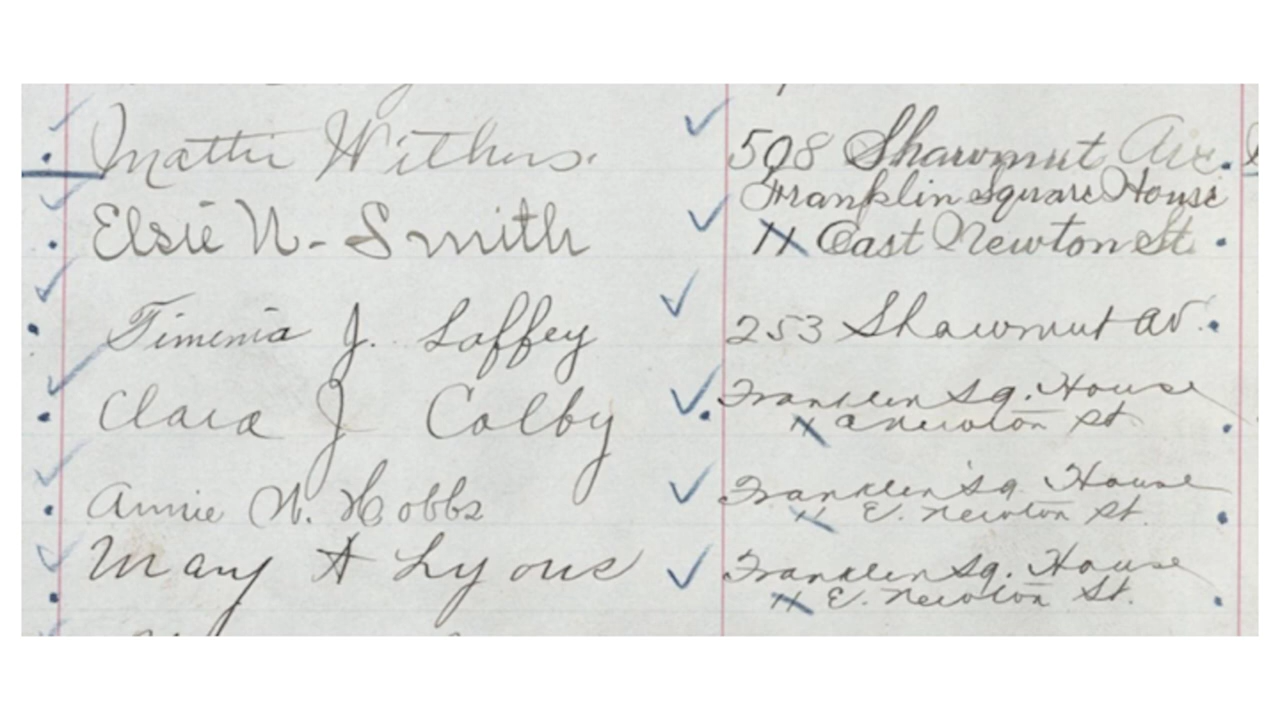 Mattie Withers. 508 Shawmut Ave.
Franklin Square House
Elsie N- Smith 11 East Newton St.
J. Laffey 253 Shawmut av.
Clara J Colby Franklin Sq. House
11 E Newton St
Annie N. Hobbs Franklin Sq. House
11 E. Newton St.
Mary A Lyons Franklin Sq. House
11 E. Newton St.